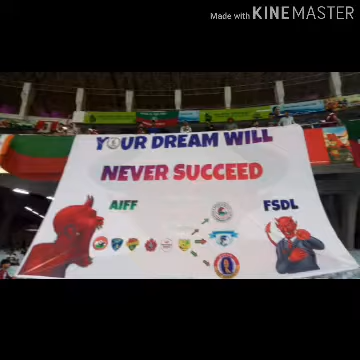 Made with KINEMASTER
YOUR DREAM WILL
NEVER SUCCEED
AIFF
FSDL